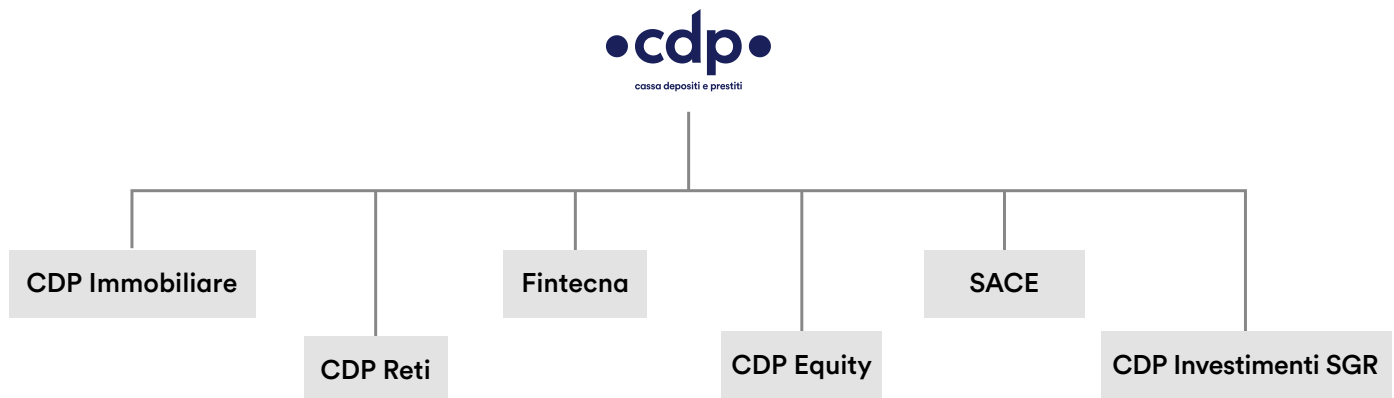 cdp
cassa depositi e prestiti
CDP Immobiliare
Fintecna
SACE
CDP Reti
CDP Equity
CDP Investimenti SGR